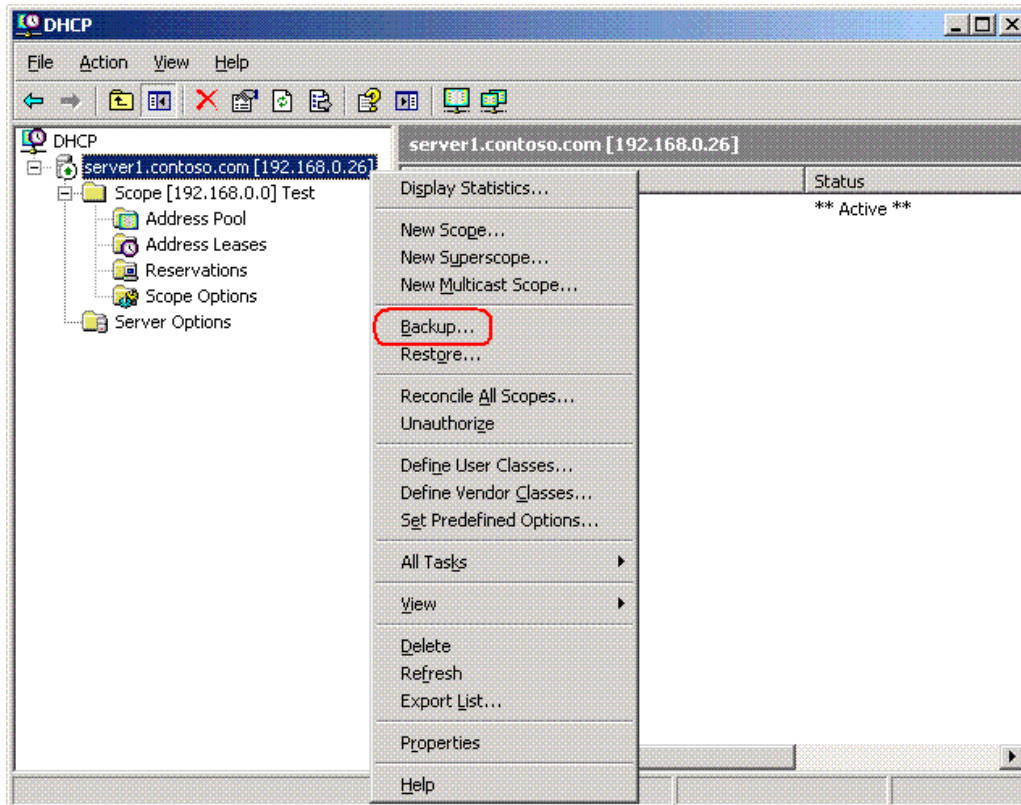 DHCP
File Action View Help
DHCP
server1.contoso.com [192.168.0.26]
Scope [192.168.0.0] Test
Address Pool
Address Leases
Reservations
Scope Options
Server Options
server1.contoso.com [192.168.0.26]
Status
** Active **
Display Statistics...
New Scope...
New Superscope...
New Multicast Scope...
Backup...
Restore...
Reconcile All Scopes...
Unauthorize
Define User Classes...
Define Vendor Classes...
Set Predefined Options...
All Tasks
View
Delete
Refresh
Export List...
Properties
Help